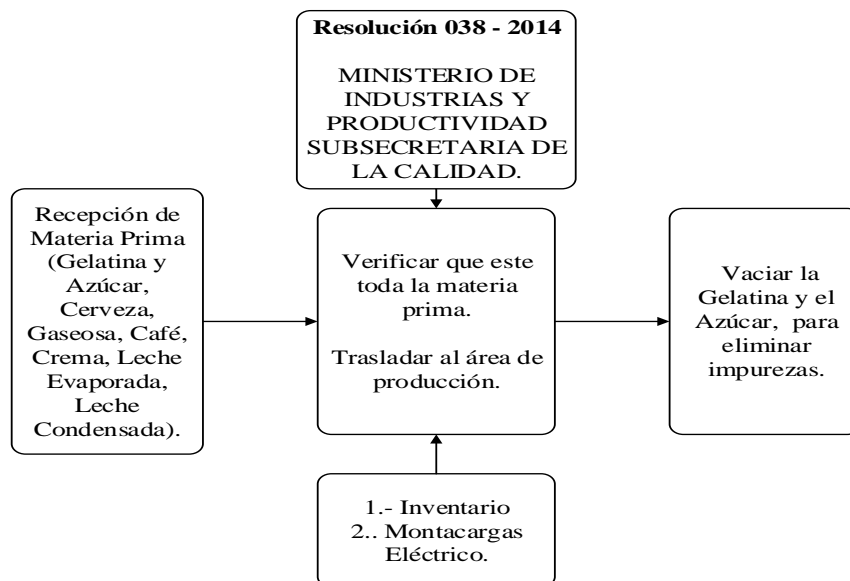 Resolución 038 - 2014
MINISTERIO DE
INDUSTRIAS Y
PRODUCTIVIDAD
SUBSECRETARIA DE
LA CALIDAD.
Recepción de
Materia Prima
(Gelatina y
Azúcar,
Cerveza,
Gaseosa, Café,
Crema, Leche
Evaporada,
Leche
Condensada).
Verificar que este
toda la materia
prima.
Trasladar al área de
producción.
Vaciar la
Gelatina y el
Azúcar,  para
eliminar
impurezas.
1.- Inventario
2.. Montacargas
Eléctrico.